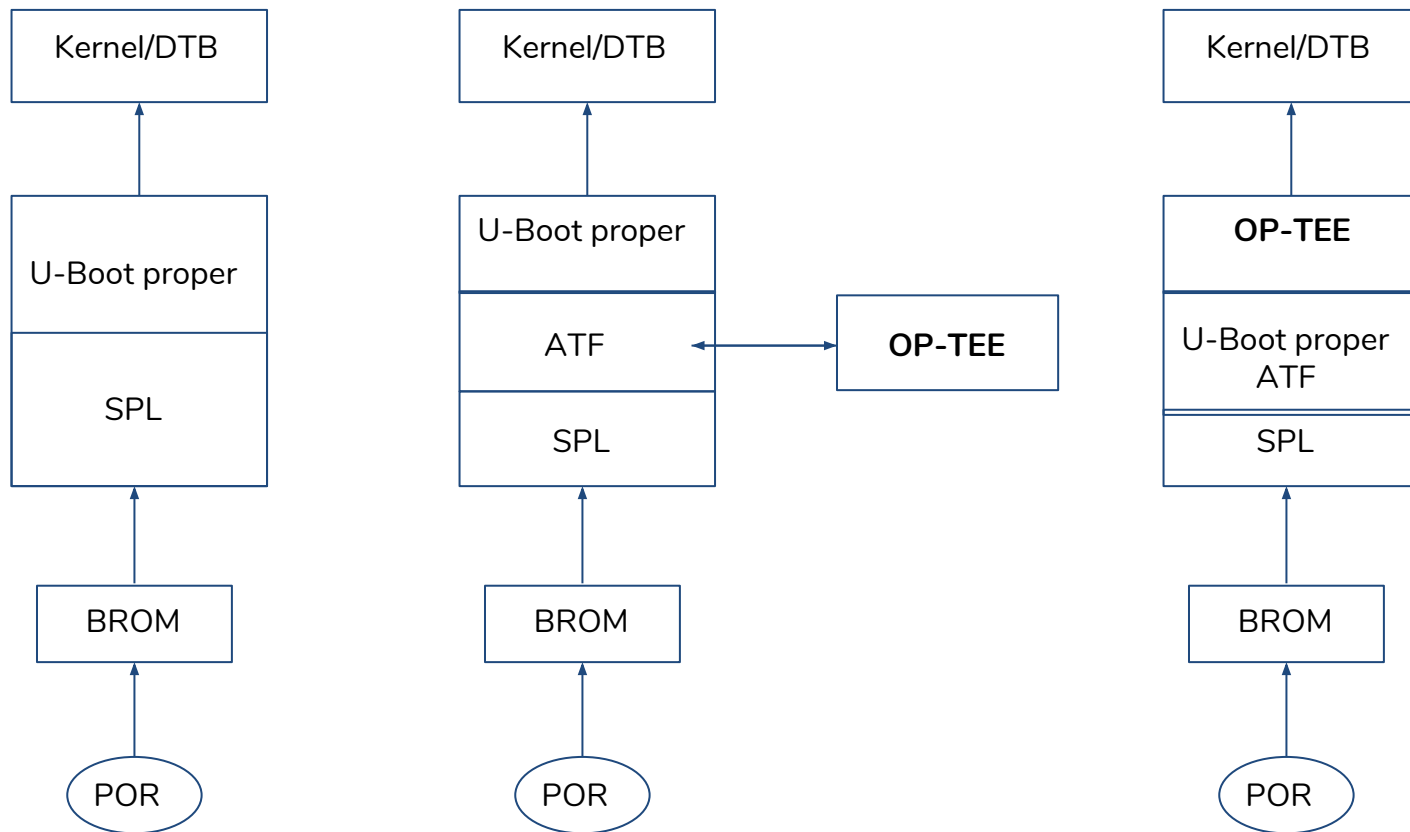 Kernel/DTB
U-Boot proper
SPL
BROM
POR
Kernel/DTB
U-Boot proper
ATF
OP-TEE
SPL
BROM
POR
Kernel/DTB
OP-TEE
U-Boot proper
ATF
SPL
BROM
POR